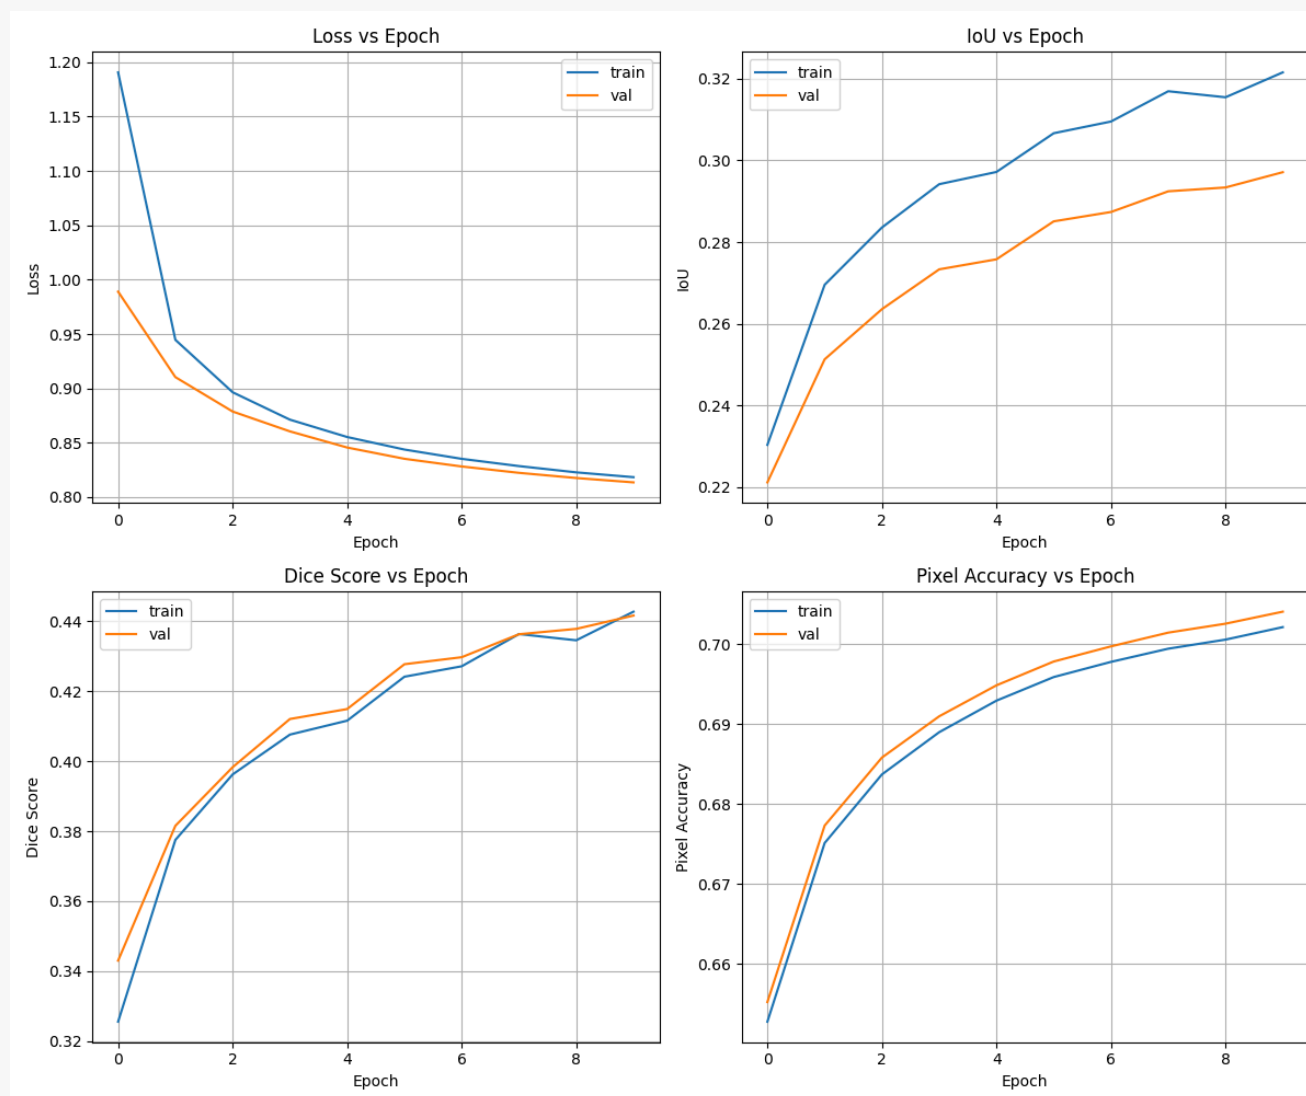 Loss vs Epoch
train
val
1.20
1.15
1.10
1.05
1.00
0.95
0.90
0.85
0.80
Loss
0 2 4 6 8
Epoch
IoU vs Epoch
train
val
0.32
0.30
0.28
0.26
0.24
0.22
IoU
0 2 4 6 8
Epoch
Dice Score vs Epoch
train
val
0.44
0.42
0.40
0.38
0.36
0.34
0.32
Dice Score
0 2 4 6 8
Epoch
Pixel Accuracy vs Epoch
train
val
0.70
0.69
0.68
0.67
0.66
Pixel Accuracy
0 2 4 6 8
Epoch